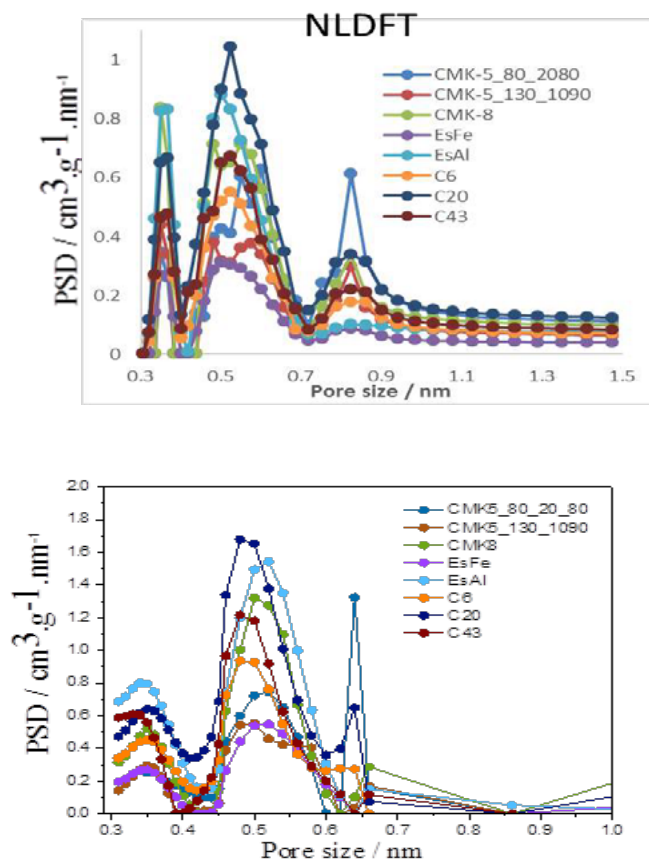 NLDFT
PSD / cm3.g-1.nm-1
1
0.8
0.6
0.4
0.2
0
CMK-5_80_2080
CMK-5_130_1090
CMK-8
EsFe
EsAl
C6
C20
C43
0.3 0.5 0.7 0.9 1.1 1.3 1.5
Pore size / nm
PSD / cm3.g-1.nm-1
2.0
1.8
1.6
1.4
1.2
1.0
0.8
0.6
0.4
0.2
0.0
CMK5_80_20_80
CMK5_130_1090
CMK8
EsFe
EsAl
C6
C20
C43
0.3 0.4 0.5 0.6 0.7 0.8 0.9 1.0
Pore size / nm